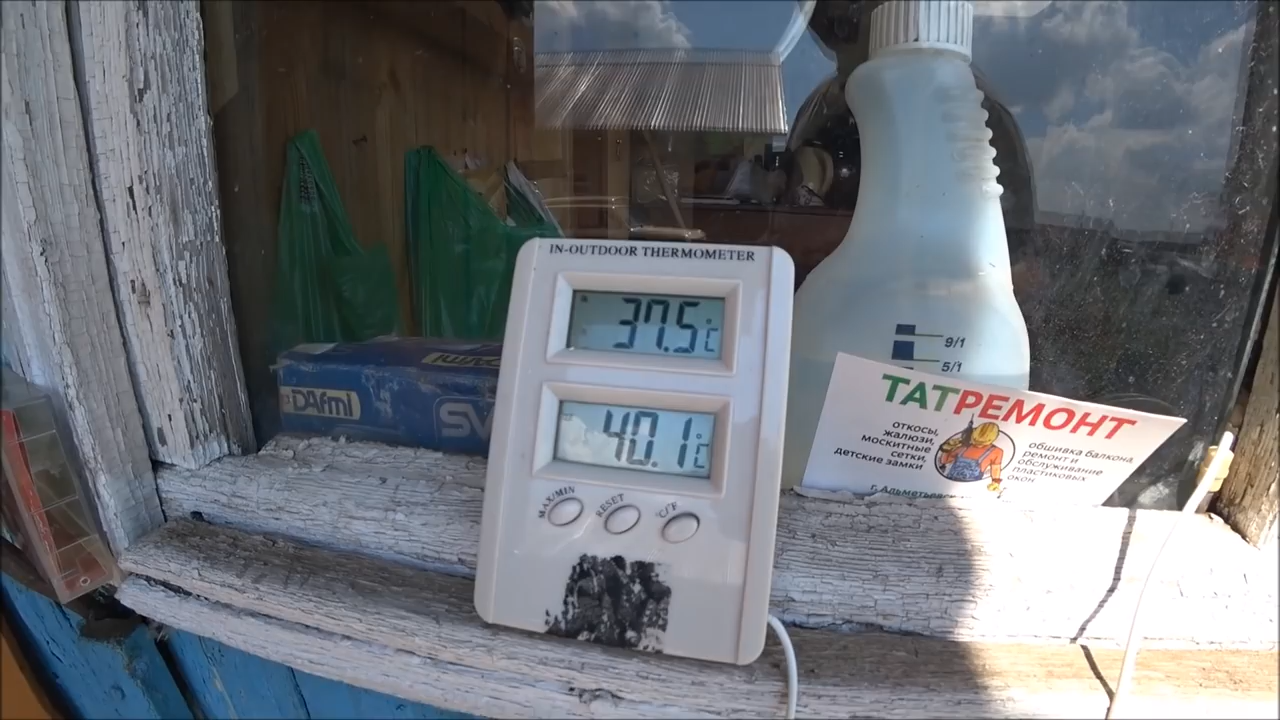 IN-OUTDOOR THERMOMETER
37.5°C
40.1°C
MAX/MIN
RESET
°C/°F
DAfmi
SV
9/1
5/1
ТАТРЕМОНТ
откосы,
жалюзи,
москитные
сетки,
детские замки
обшивка балкона,
ремонт и
обслуживание
пластиковых
окон